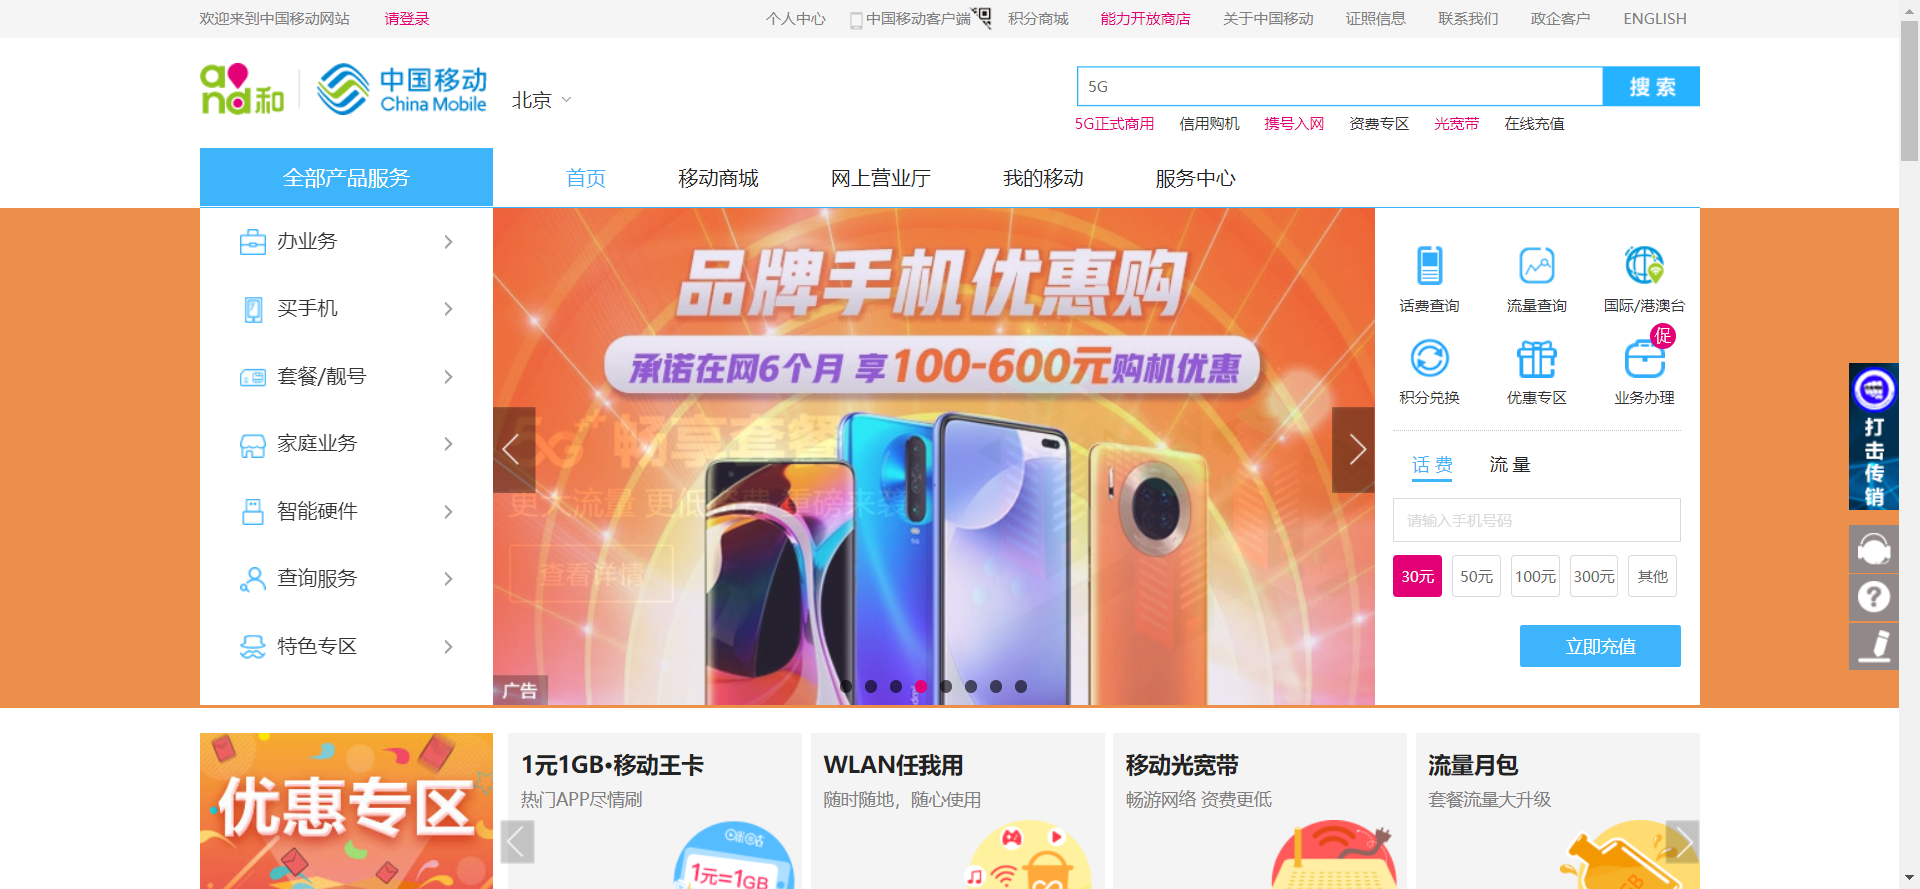 欢迎来到中国移动网站 请登录 个人中心 中国移动客户端 积分商城 能力开放商店 关于中国移动 证照信息 联系我们 政企客户 ENGLISH
and和 中国移动 China Mobile 北京 5G 搜索
5G正式商用 信用购机 携号入网 资费专区 光宽带 在线充值
全部产品服务 首页 移动商城 网上营业厅 我的移动 服务中心
办业务
买手机
套餐/靓号
家庭业务
智能硬件
查询服务
特色专区
品牌手机优惠购
承诺在网6个月 享100-600元购机优惠
5G++ 畅享套餐
更大流量 更低资费 重磅来袭
查看详情
广告
话费查询 流量查询 国际/港澳台
促
积分兑换 优惠专区 业务办理
话费 流量
请输入手机号码
30元 50元 100元 300元 其他
立即充值
打击传销
优惠专区
1元1GB•移动王卡
热门APP尽情刷
1元=1GB
WLAN任我用
随时随地，随心使用
移动光宽带
畅游网络 资费更低
流量月包
套餐流量大升级